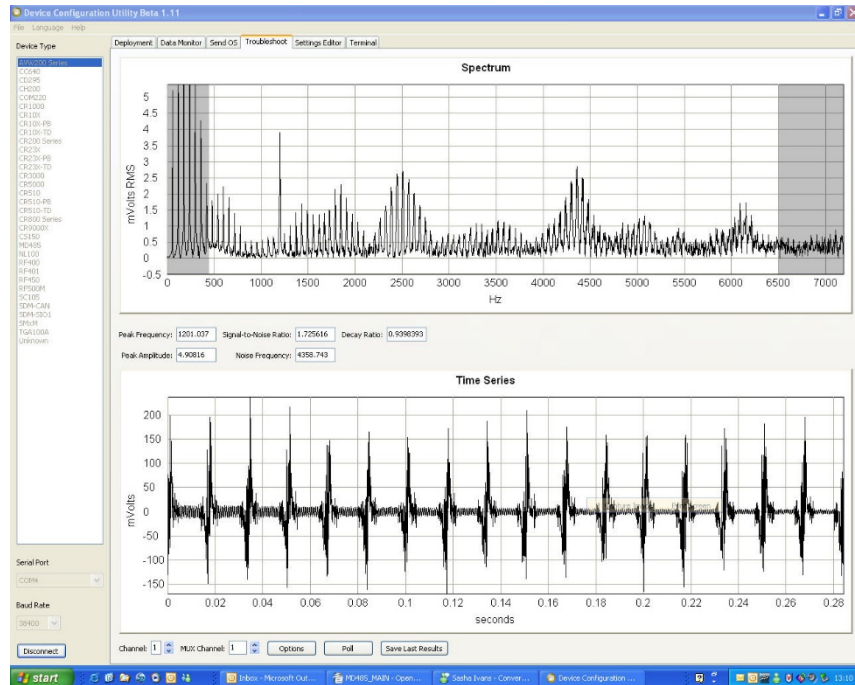 Device Configuration Utility Beta 1.11
File Language Help
Device Type
Deployment Data Monitor Send OS Troubleshoot Settings Editor Terminal
AVW200 Series
CC640
CD295
CH200
COM220
CR1000
CR10X
CR10X-PB
CR10X-TD
CR200 Series
CR23X
CR23X-PB
CR23X-TD
CR3000
CR5000
CR510
CR510-PB
CR510-TD
CR800 Series
CR9000X
CS150
MD485
NL100
RF400
RF401
RF450
RF500M
SC105
SDM-CAN
SDM-SIO1
SMxM
TGA100A
Unknown
Spectrum
5
4.5
4
3.5
3
2.5
2
1.5
1
0.5
0
-0.5
mVolts RMS
0 500 1000 1500 2000 2500 3000 3500 4000 4500 5000 5500 6000 6500 7000
Hz
Peak Frequency: 1201.037 Signal-to-Noise Ratio: 1.725616 Decay Ratio: 0.9398393
Peak Amplitude: 4.90816 Noise Frequency: 4358.743
Time Series
200
150
100
50
0
-50
-100
-150
mVolts
0 0.02 0.04 0.06 0.08 0.1 0.12 0.14 0.16 0.18 0.2 0.22 0.24 0.26 0.28
seconds
Serial Port
COM4
Baud Rate
38400
Disconnect
Channel: 1 MUX Channel: 1 Options Poll Save Last Results
start Inbox - Microsoft Out... MD485_MAIN - Open... Sasha Ivans - Conver... Device Configuration ... 13:18